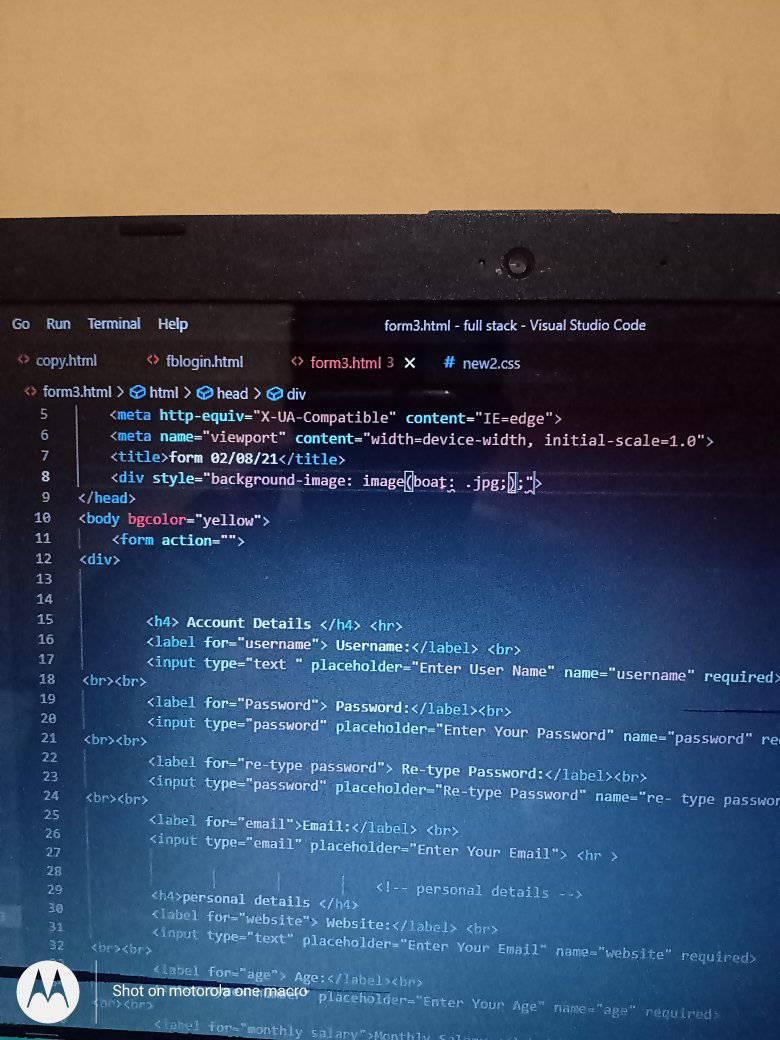 Go Run Terminal Help form3.html - full stack - Visual Studio Code
copy.html fblogin.html form3.html 3 # new2.css
form3.html > html > head > div
5 <meta http-equiv="X-UA-Compatible" content="IE=edge">
6 <meta name="viewport" content="width=device-width, initial-scale=1.0">
7 <title>form 02/08/21</title>
8 <div style="background-image: image(boat: .jpg;);">
9 </head>
10 <body bgcolor="yellow">
11 <form action="">
12 <div>
13
14
15 <h4> Account Details </h4> <hr>
16 <label for="username"> Username:</label> <br>
17 <input type="text " placeholder="Enter User Name" name="username" required>
18 <br><br>
19 <label for="Password"> Password:</label><br>
20 <input type="password" placeholder="Enter Your Password" name="password" re
21 <br><br>
22 <label for="re-type password"> Re-type Password:</label><br>
23 <input type="password" placeholder="Re-type Password" name="re- type passwor
24 <br><br>
25 <label for="email">Email:</label> <br>
26 <input type="email" placeholder="Enter Your Email"> <hr >
27
28 <!-- personal details -->
29 <h4>personal details </h4>
30 <label for="website"> Website:</label> <br>
31 <input type="text" placeholder="Enter Your Email" name="website" required>
32 <br><br>
<label for="age"> Age:</label><br>
placeholder="Enter Your Age" name="age" required>
<br><br>
<label for="monthly salary">Monthly
Shot on motorola one macro